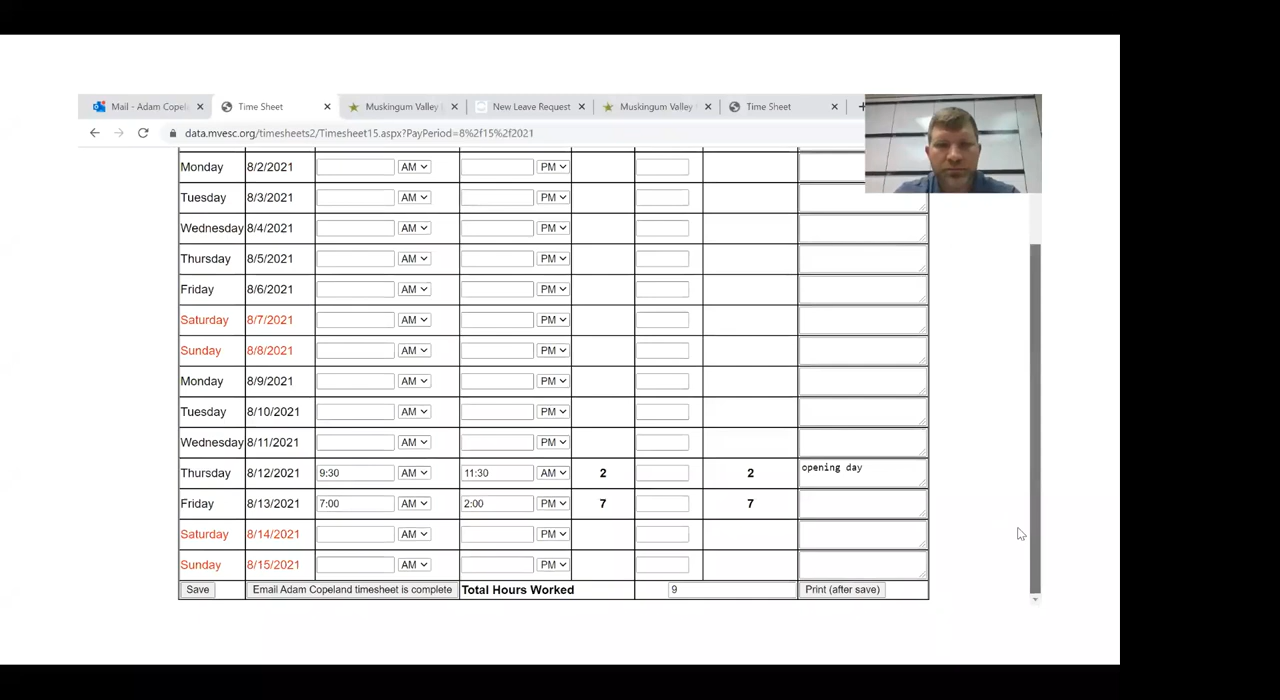 Mail - Adam Copel
Time Sheet
Muskingum Valley
New Leave Request
Muskingum Valley
Time Sheet
data.mvesc.org/timesheets2/Timesheet15.aspx?PayPeriod=8%2f15%2f2021
Monday 8/2/2021 AM PM
Tuesday 8/3/2021 AM PM
Wednesday 8/4/2021 AM PM
Thursday 8/5/2021 AM PM
Friday 8/6/2021 AM PM
Saturday 8/7/2021 AM PM
Sunday 8/8/2021 AM PM
Monday 8/9/2021 AM PM
Tuesday 8/10/2021 AM PM
Wednesday 8/11/2021 AM PM
Thursday 8/12/2021 9:30 AM 11:30 AM 2 2 opening day
Friday 8/13/2021 7:00 AM 2:00 PM 7 7
Saturday 8/14/2021 AM PM
Sunday 8/15/2021 AM PM
Save Email Adam Copeland timesheet is complete Total Hours Worked 9 Print (after save)